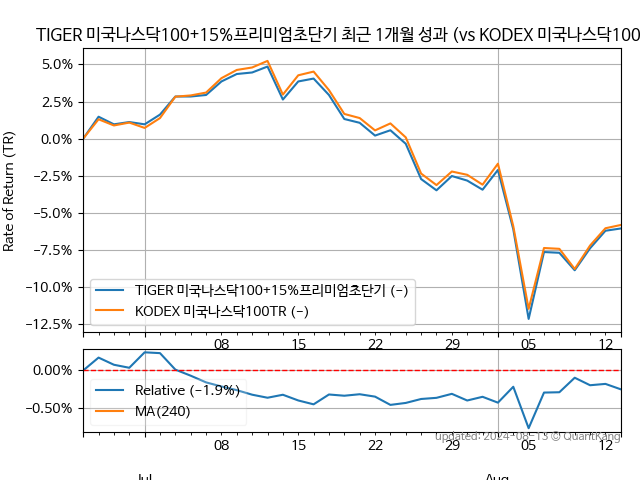 TIGER 미국나스닥100+15%프리미엄초단기 최근 1개월 성과 (vs KODEX 미국나스닥100
Rate of Return (TR)
5.0%
2.5%
0.0%
−2.5%
−5.0%
−7.5%
−10.0%
−12.5%
TIGER 미국나스닥100+15%프리미엄초단기 (−)
KODEX 미국나스닥100TR (−)
08 15 22 29 05 12
0.00%
−0.50%
Relative (−1.9%)
MA(240)
updated: 2024-08-13 © QuantKang
08 15 22 29 05 12
Jul Aug